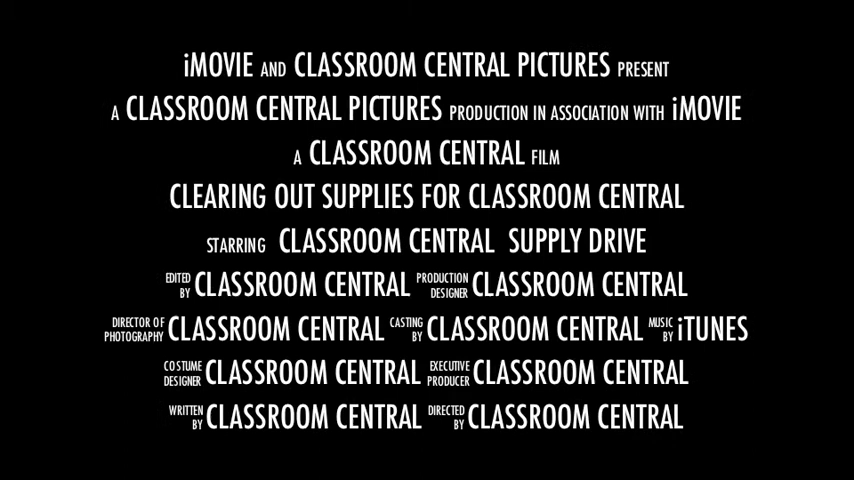 iMOVIE AND CLASSROOM CENTRAL PICTURES PRESENT
A CLASSROOM CENTRAL PICTURES PRODUCTION IN ASSOCIATION WITH iMOVIE
A CLASSROOM CENTRAL FILM
CLEARING OUT SUPPLIES FOR CLASSROOM CENTRAL
STARRING CLASSROOM CENTRAL SUPPLY DRIVE
EDITED BY CLASSROOM CENTRAL PRODUCTION DESIGNER CLASSROOM CENTRAL
DIRECTOR OF PHOTOGRAPHY CLASSROOM CENTRAL CASTING BY CLASSROOM CENTRAL MUSIC BY iTUNES
COSTUME DESIGNER CLASSROOM CENTRAL EXECUTIVE PRODUCER CLASSROOM CENTRAL
WRITTEN BY CLASSROOM CENTRAL DIRECTED BY CLASSROOM CENTRAL